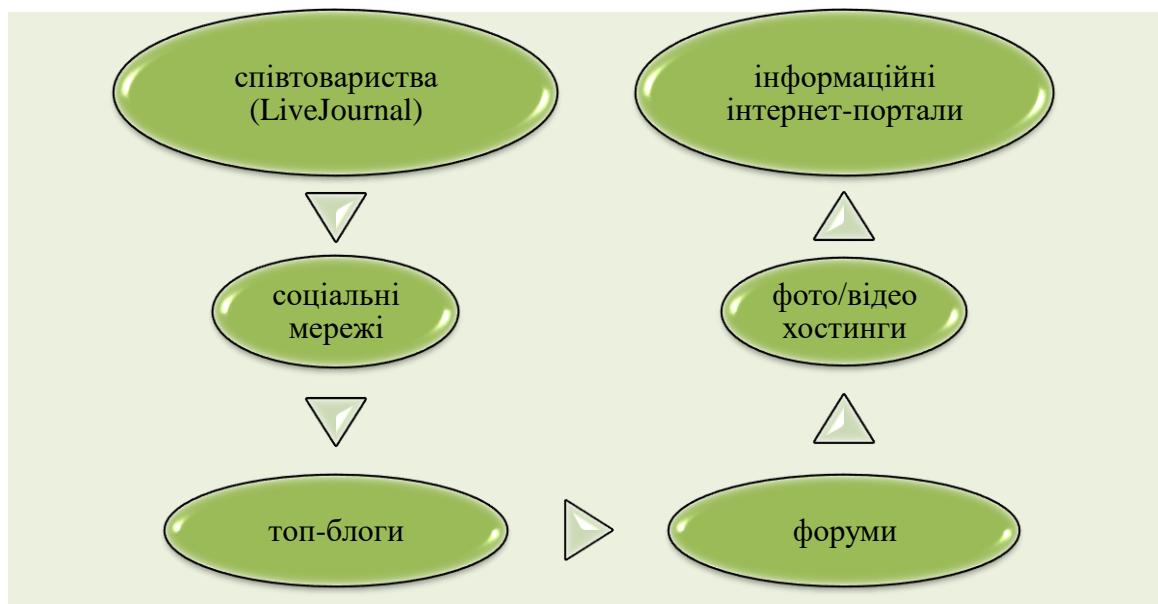 співтовариства
(LiveJournal)
соціальні
мережі
топ-блоги
форуми
фото/відео
хостинги
інформаційні
інтернет-портали